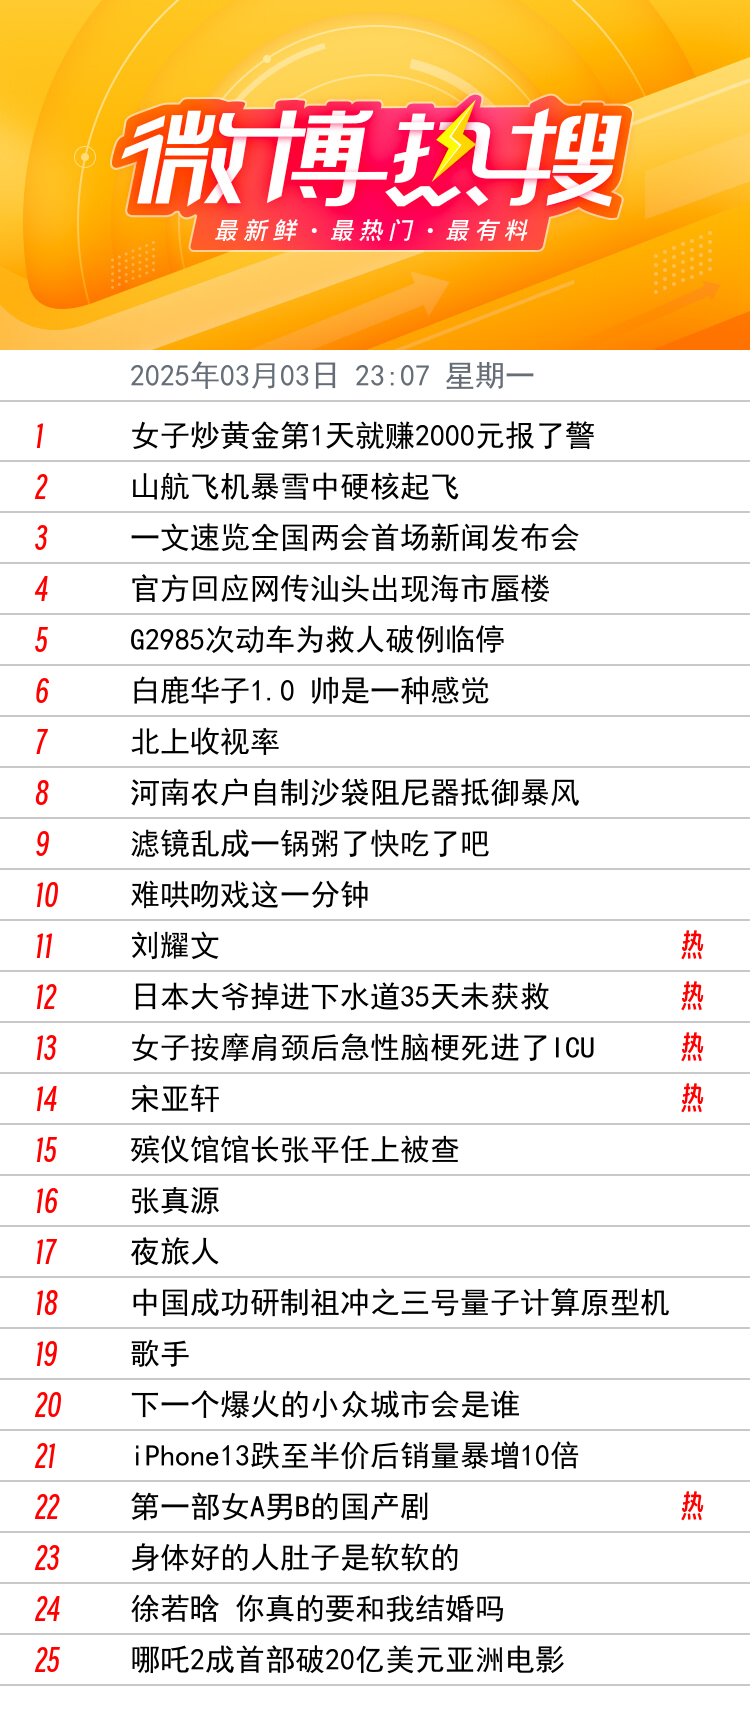 微博热搜
最新鲜·最热门·最有料
2025年03月03日 23:07 星期一
1 女子炒黄金第1天就赚2000元报了警
2 山航飞机暴雪中硬核起飞
3 一文速览全国两会首场新闻发布会
4 官方回应网传汕头出现海市蜃楼
5 G2985次动车为救人破例临停
6 白鹿华子1.0 帅是一种感觉
7 北上收视率
8 河南农户自制沙袋阻尼器抵御暴风
9 滤镜乱成一锅粥了快吃了吧
10 难哄吻戏这一分钟
11 刘耀文 热
12 日本大爷掉进下水道35天未获救 热
13 女子按摩肩颈后急性脑梗死进了ICU 热
14 宋亚轩 热
15 殡仪馆馆长张平任上被查
16 张真源
17 夜旅人
18 中国成功研制祖冲之三号量子计算原型机
19 歌手
20 下一个爆火的小众城市会是谁
21 iPhone13跌至半价后销量暴增10倍
22 第一部女A男B的国产剧 热
23 身体好的人肚子是软软的
24 徐若晗 你真的要和我结婚吗
25 哪吒2成首部破20亿美元亚洲电影